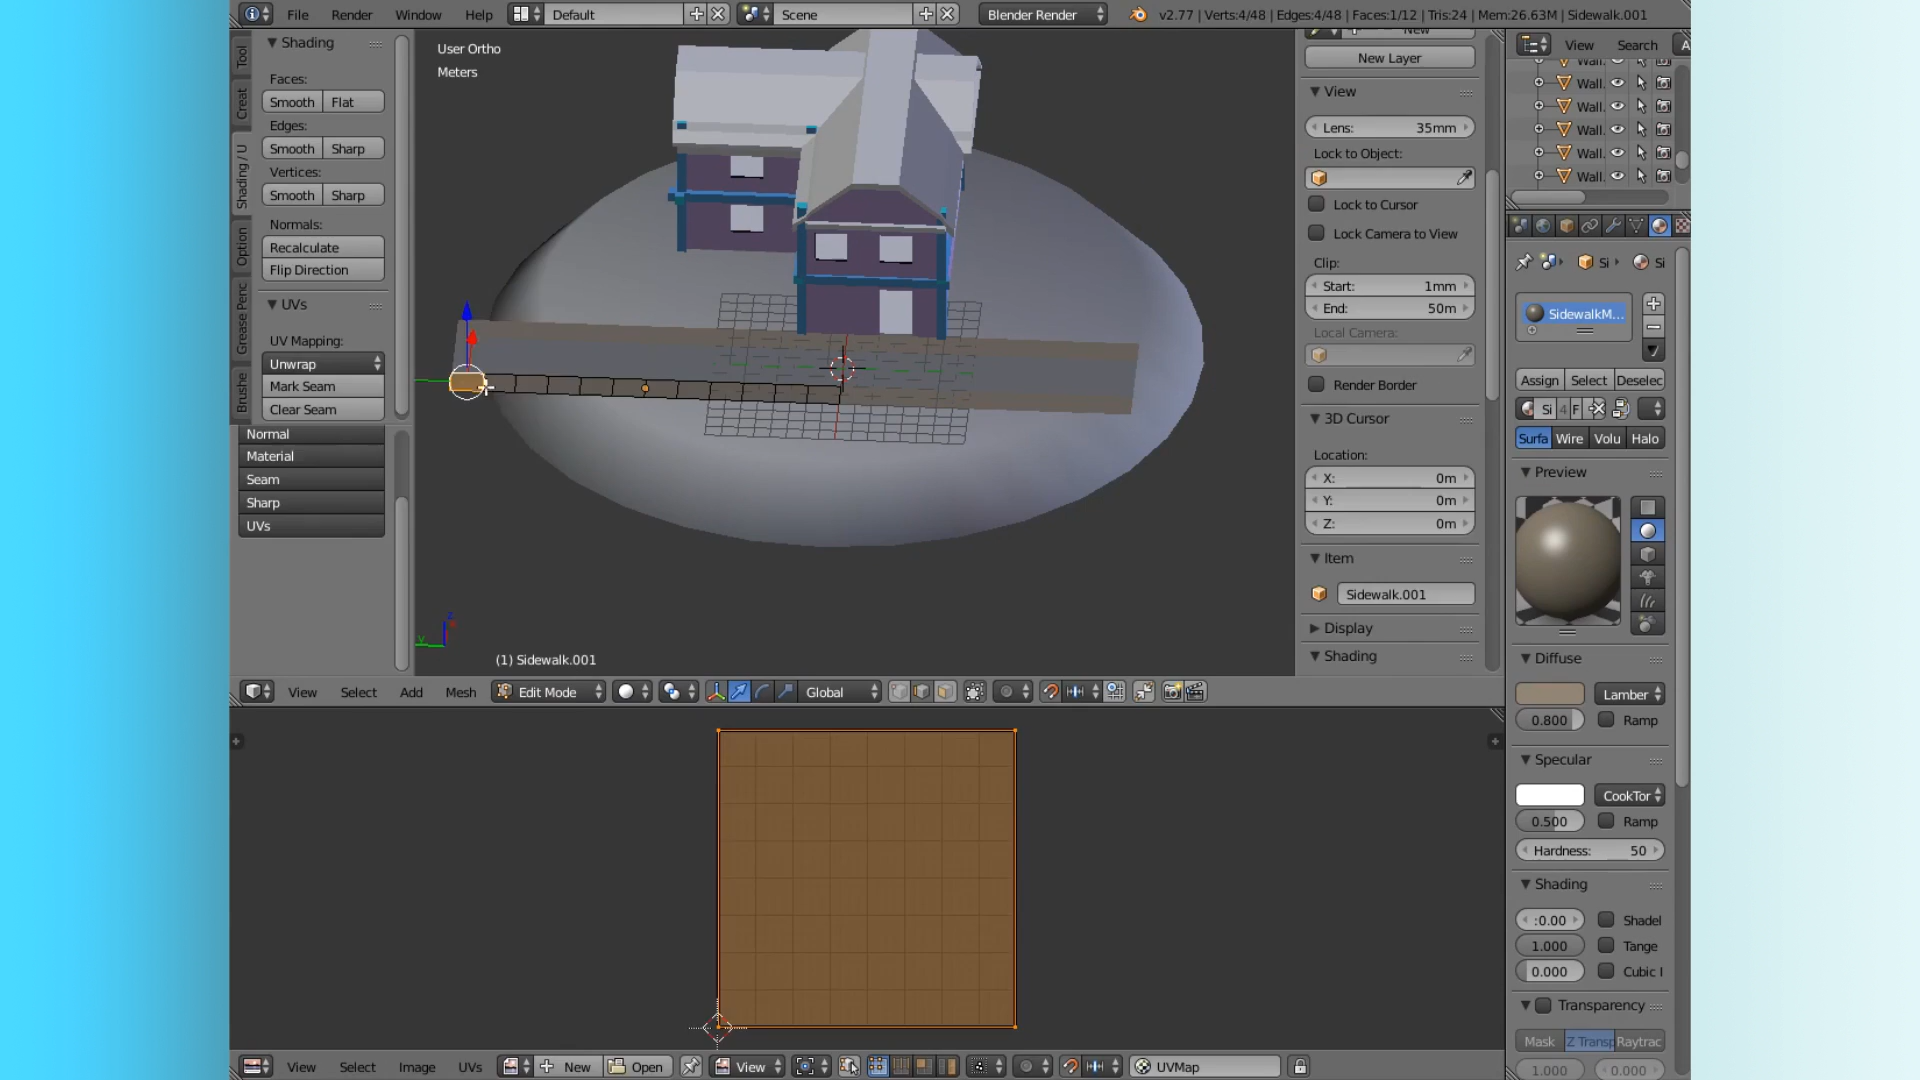 File Render Window Help Default Scene Blender Render v2.77 | Verts:4/48 | Edges:4/48 | Faces:1/12 | Tris:24 | Mem:26.63M | Sidewalk.001
Tool
Creat
Shading / U
Option
Grease Penc
Brushe
Shading
Faces:
Smooth Flat
Edges:
Smooth Sharp
Vertices:
Smooth Sharp
Normals:
Recalculate
Flip Direction
UVs
UV Mapping:
Unwrap
Mark Seam
Clear Seam
Normal
Material
Seam
Sharp
UVs
User Ortho
Meters
(1) Sidewalk.001
New
New Layer
View
Lens: 35mm
Lock to Object:
Lock to Cursor
Lock Camera to View
Clip:
Start: 1mm
End: 50m
Local Camera:
Render Border
3D Cursor
Location:
X: 0m
Y: 0m
Z: 0m
Item
Sidewalk.001
Display
Shading
View Search A
Wall.
Wall.
Wall.
Wall.
Wall.
Wall.
Si Si
SidewalkM...
Assign Select Deselec
Si 4 F
Surfa Wire Volu Halo
Preview
Diffuse
Lamber
0.800 Ramp
Specular
CookTor
0.500 Ramp
Hardness: 50
Shading
:0.00 Shadel
1.000 Tange
0.000 Cubic I
Transparency
Mask Z Transp Raytrac
1.000 0.000
View Select Add Mesh Edit Mode Global
View Select Image UVs New Open View UVMap